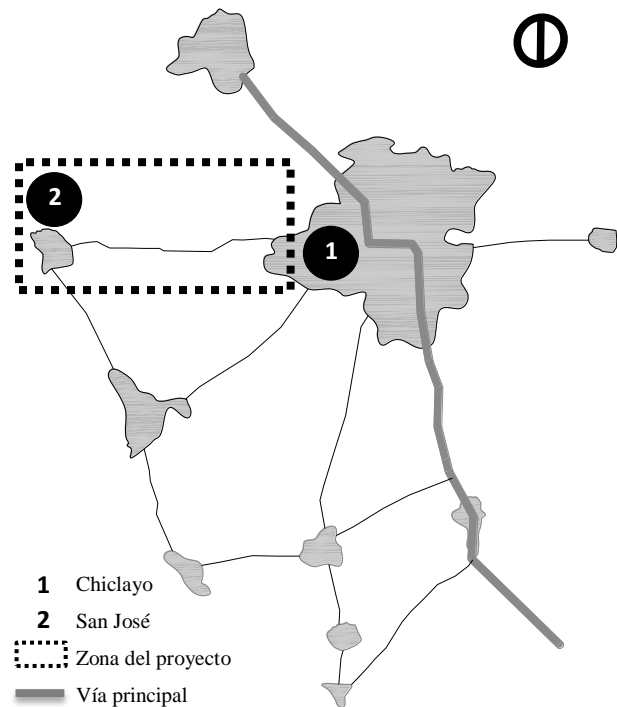 2
1
1 Chiclayo
2 San José
Zona del proyecto
Vía principal